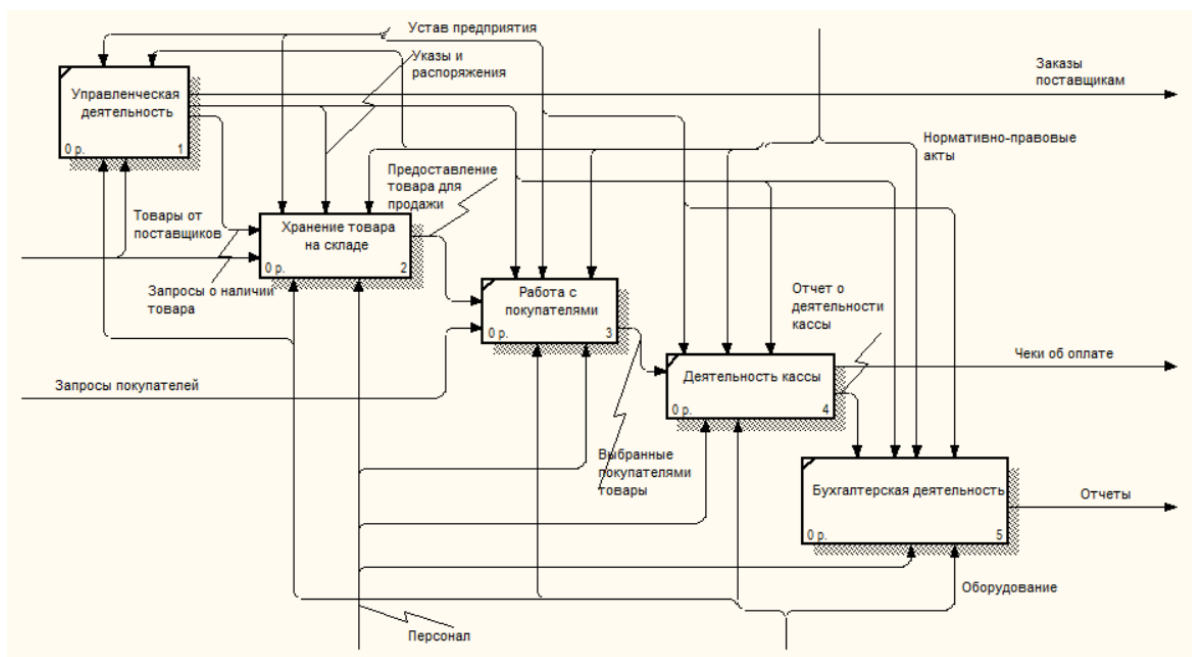 Устав предприятия
Указы и
распоряжения
Заказы
поставщикам
Управленческая
деятельность
0 р.
1
Нормативно-правовые
акты
Предоставление
товара для
продажи
Товары от
поставщиков
Хранение товара
на складе
0 р.
2
Запросы о наличии
товара
Работа с
покупателями
0 р.
3
Отчет о
деятельности
кассы
Чеки об оплате
Запросы покупателей
Деятельность кассы
0 р.
4
Выбранные
покупателями
товары
Бухгалтерская деятельность
0 р.
5
Отчеты
Оборудование
Персонал